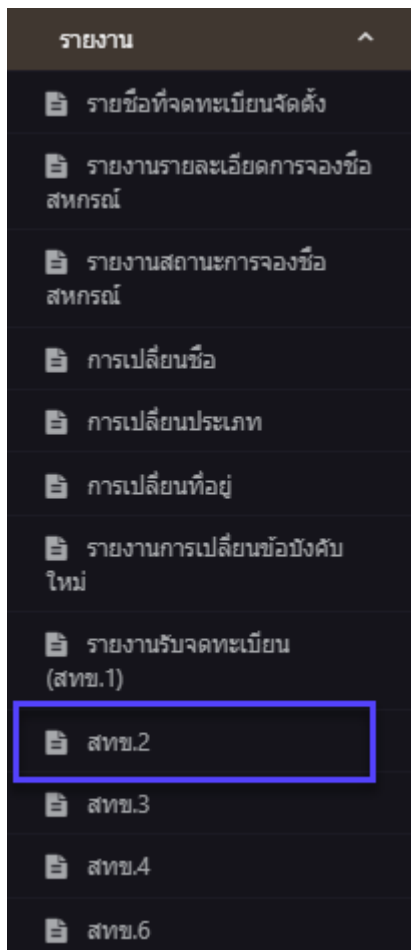 รายงาน
รายชื่อที่จดทะเบียนจัดตั้ง
รายงานรายละเอียดการจองชื่อ
สหกรณ์
รายงานสถานะการจองชื่อ
สหกรณ์
การเปลี่ยนชื่อ
การเปลี่ยนประเภท
การเปลี่ยนที่อยู่
รายงานการเปลี่ยนข้อบังคับ
ใหม่
รายงานรับจดทะเบียน
(สทข.1)
สทข.2
สทข.3
สทข.4
สทข.6